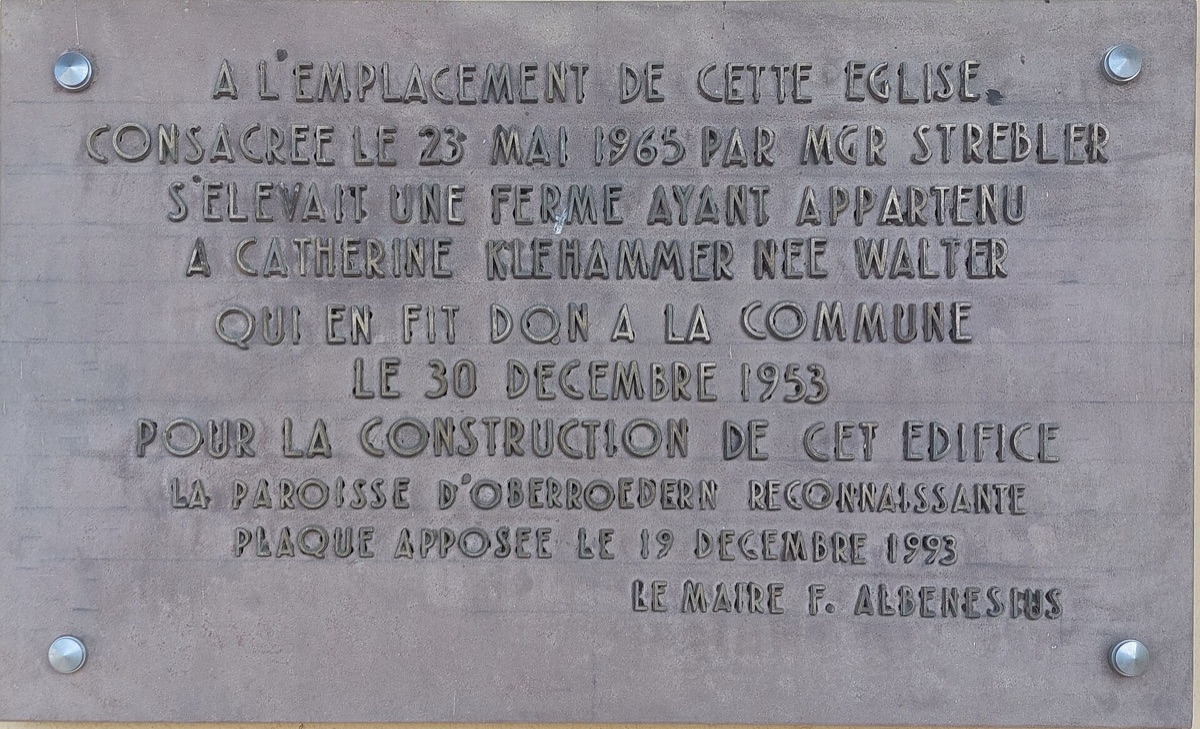 A L'EMPLACEMENT DE CETTE EGLISE,
CONSACREE LE 23 MAI 1965 PAR MGR STREBLER
S'ELEVAIT UNE FERME AYANT APPARTENU
A CATHERINE KLEHAMMER NEE WALTER
QUI EN FIT DON A LA COMMUNE
LE 30 DECEMBRE 1953
POUR LA CONSTRUCTION DE CET EDIFICE
LA PAROISSE D'OBERROEDERN RECONNAISSANTE
PLAQUE APPOSEE LE 19 DECEMBRE 1993
LE MAIRE F. ALBENESIUS